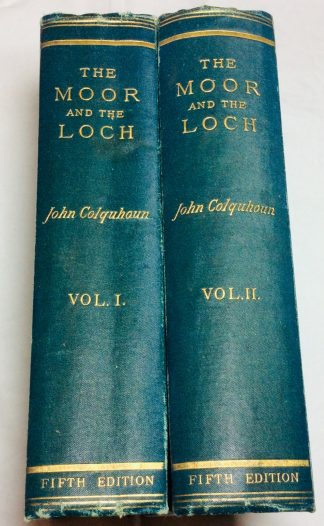 THE
MOOR
AND THE
LOCH
John Colquhoun
VOL. I.
FIFTH EDITION
THE
MOOR
AND THE
LOCH
John Colquhoun
VOL. II.
FIFTH EDITION